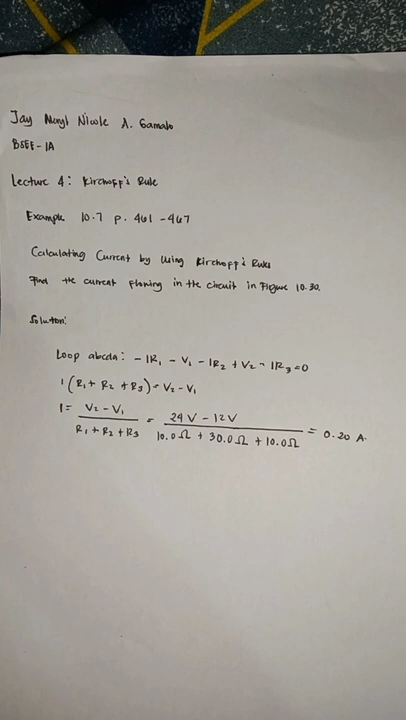 Jay Meryl Nicole A. Gamalo
BSEE-1A
Lecture 4: Kirchoff's Rule
Example 10.7 p. 461-467
Calculating Current by Using Kirchoff's Rules
Find the current flowing in the circuit in Figure 10.30.
Solution:
Loop abcda: - IR₁ - V₁ - IR₂ + V₂ - IR₃ = 0
I (R₁ + R₂ + R₃) = V₂ - V₁
I = V₂ - V₁ / R₁ + R₂ + R₃ = 24 V - 12 V / 10.0 Ω + 30.0 Ω + 10.0 Ω = 0.20 A.